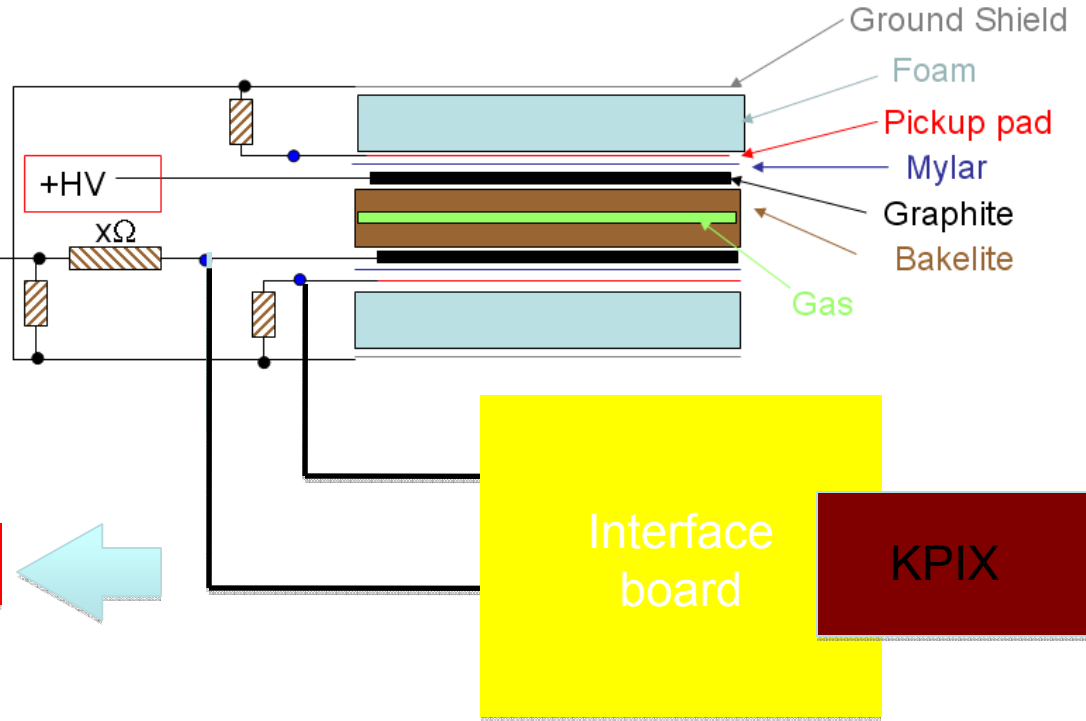 Ground Shield
Foam
Pickup pad
Mylar
+HV
Graphite
xΩ
Bakelite
Gas
Interface
board
KPIX